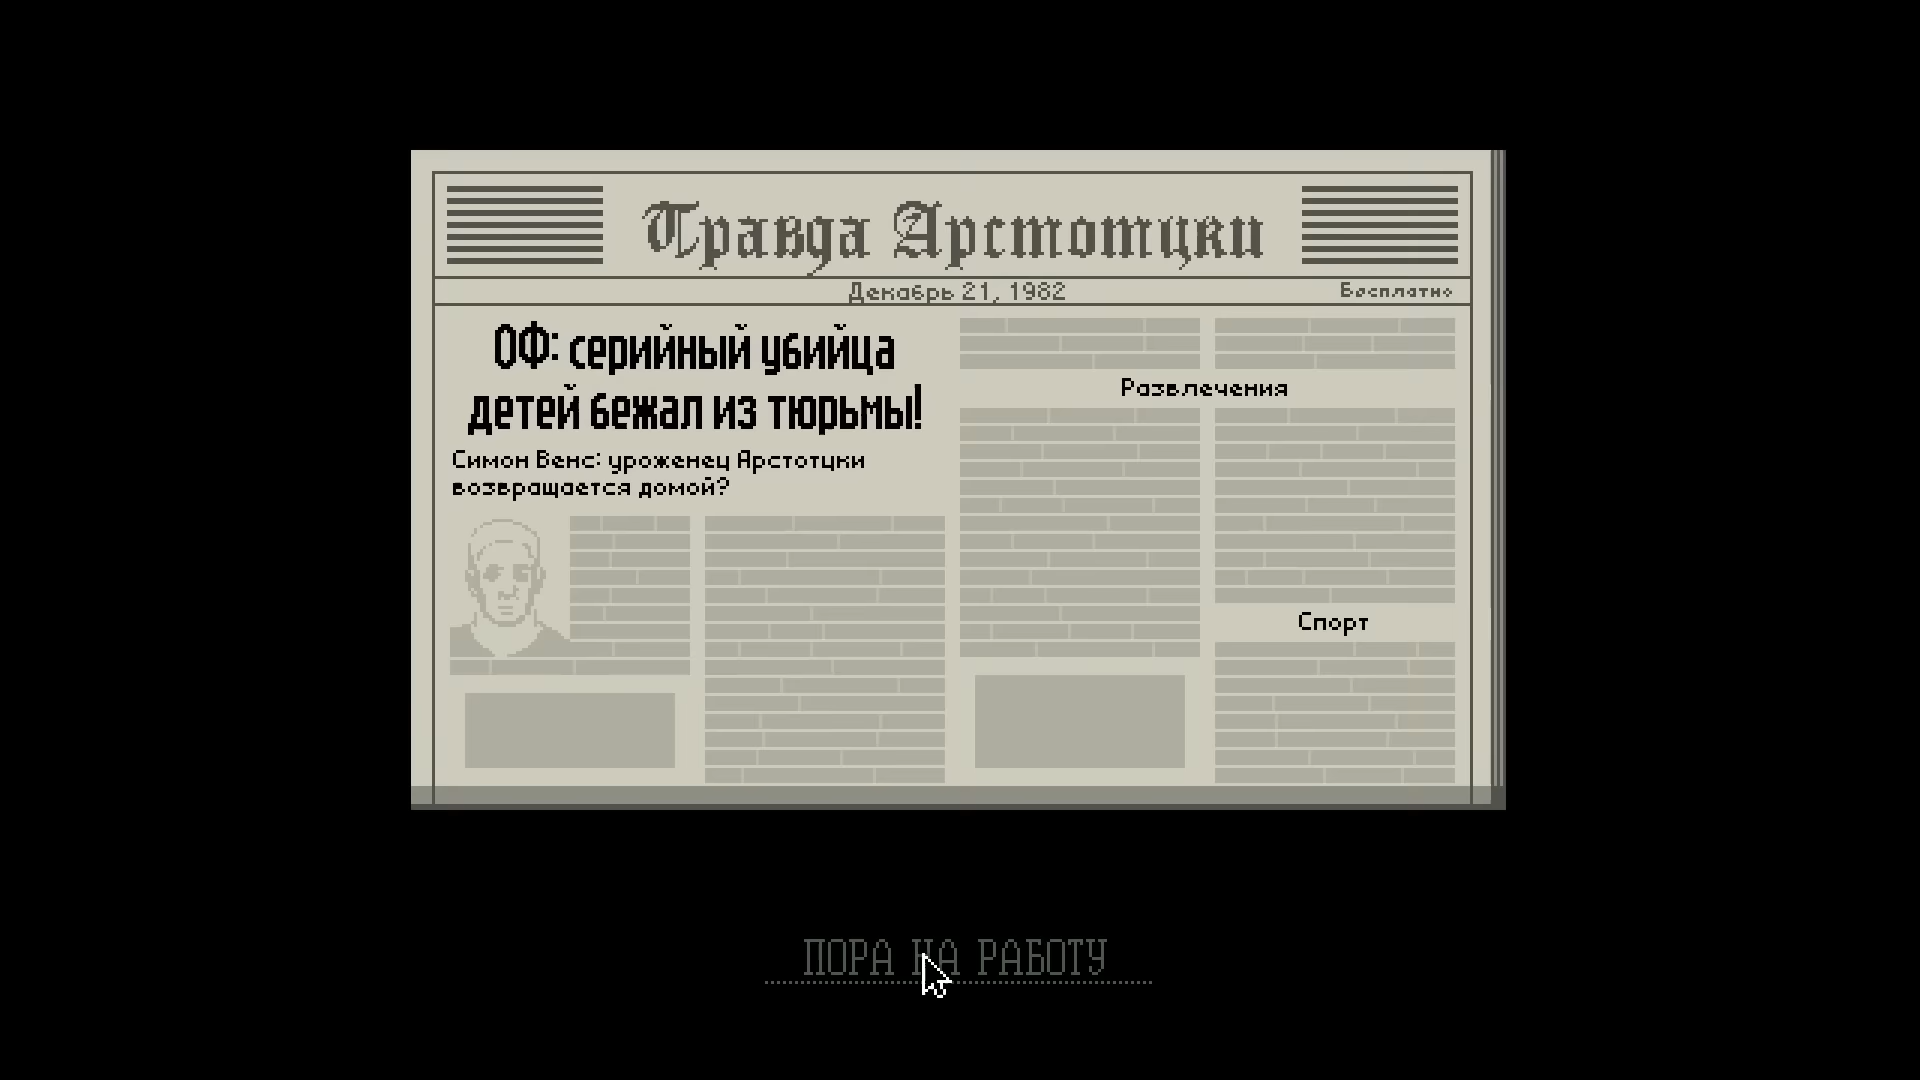 Правда Арстотцки
Декабрь 21, 1982
Бесплатно
ОФ: серийный убийца
детей бежал из тюрьмы!
Симон Венс: уроженец Арстотцки
возвращается домой?
Развлечения
Спорт
ПОРА НА РАБОТУ